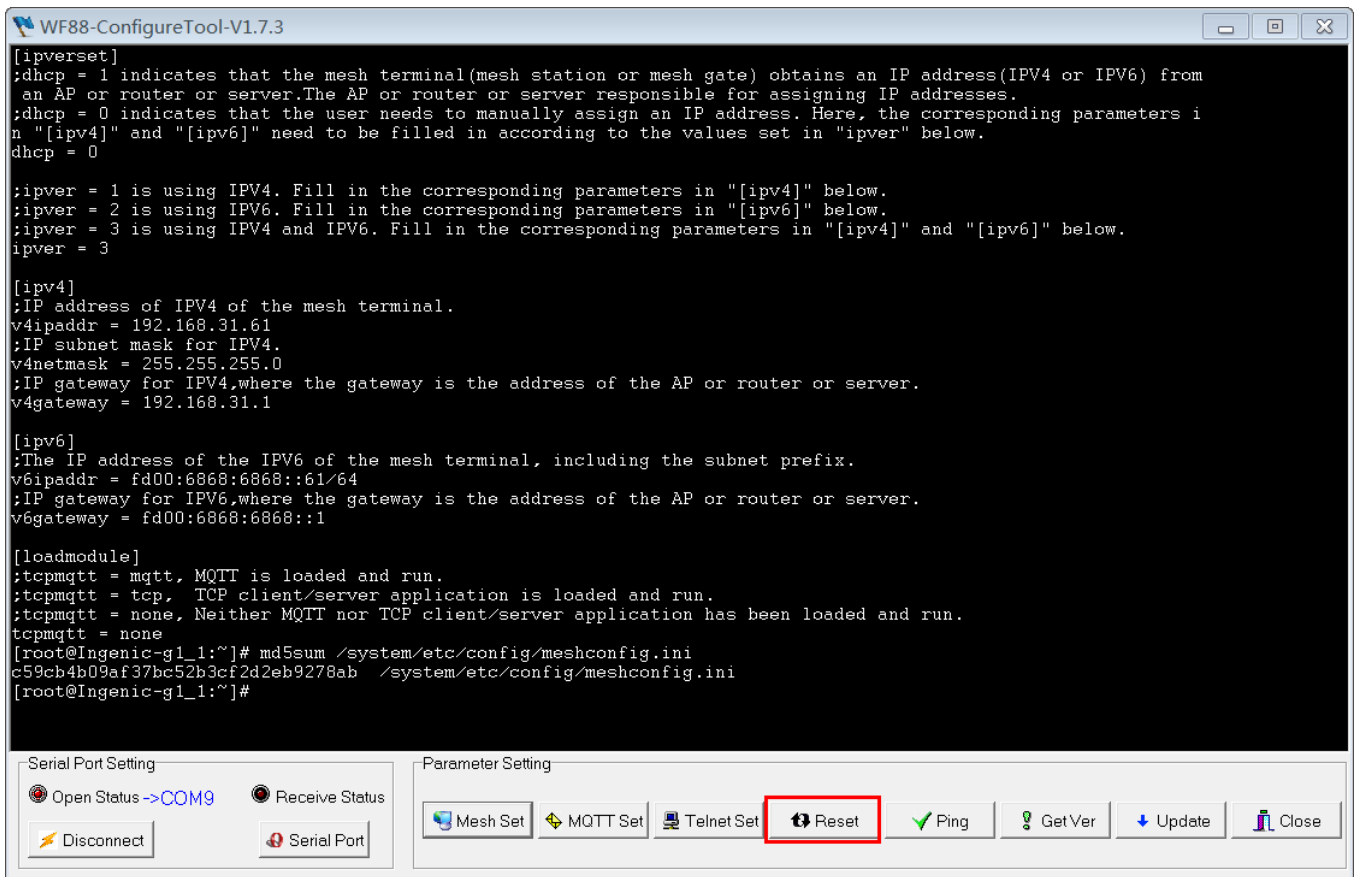 WF88-ConfigureTool-V1.7.3
[ipverset]
;dhcp = 1 indicates that the mesh terminal(mesh station or mesh gate) obtains an IP address(IPV4 or IPV6) from
 an AP or router or server.The AP or router or server responsible for assigning IP addresses.
;dhcp = 0 indicates that the user needs to manually assign an IP address. Here, the corresponding parameters i
n "[ipv4]" and "[ipv6]" need to be filled in according to the values set in "ipver" below.
dhcp = 0
;ipver = 1 is using IPV4. Fill in the corresponding parameters in "[ipv4]" below.
;ipver = 2 is using IPV6. Fill in the corresponding parameters in "[ipv6]" below.
;ipver = 3 is using IPV4 and IPV6. Fill in the corresponding parameters in "[ipv4]" and "[ipv6]" below.
ipver = 3
[ipv4]
;IP address of IPV4 of the mesh terminal.
v4ipaddr = 192.168.31.61
;IP subnet mask for IPV4.
v4netmask = 255.255.255.0
;IP gateway for IPV4,where the gateway is the address of the AP or router or server.
v4gateway = 192.168.31.1
[ipv6]
;The IP address of the IPV6 of the mesh terminal, including the subnet prefix.
v6ipaddr = fd00:6868:6868::61/64
;IP gateway for IPV6,where the gateway is the address of the AP or router or server.
v6gateway = fd00:6868:6868::1
[loadmodule]
;tcpmqtt = mqtt, MQTT is loaded and run.
;tcpmqtt = tcp,  TCP client/server application is loaded and run.
;tcpmqtt = none, Neither MQTT nor TCP client/server application has been loaded and run.
tcpmqtt = none
[root@Ingenic-g1_1:~]# md5sum /system/etc/config/meshconfig.ini
c59cb4b09af37bc52b3cf2d2eb9278ab  /system/etc/config/meshconfig.ini
[root@Ingenic-g1_1:~]#
Serial Port Setting
Open Status ->COM9 Receive Status
Disconnect Serial Port
Parameter Setting
Mesh Set MQTT Set Telnet Set Reset Ping Get Ver Update Close